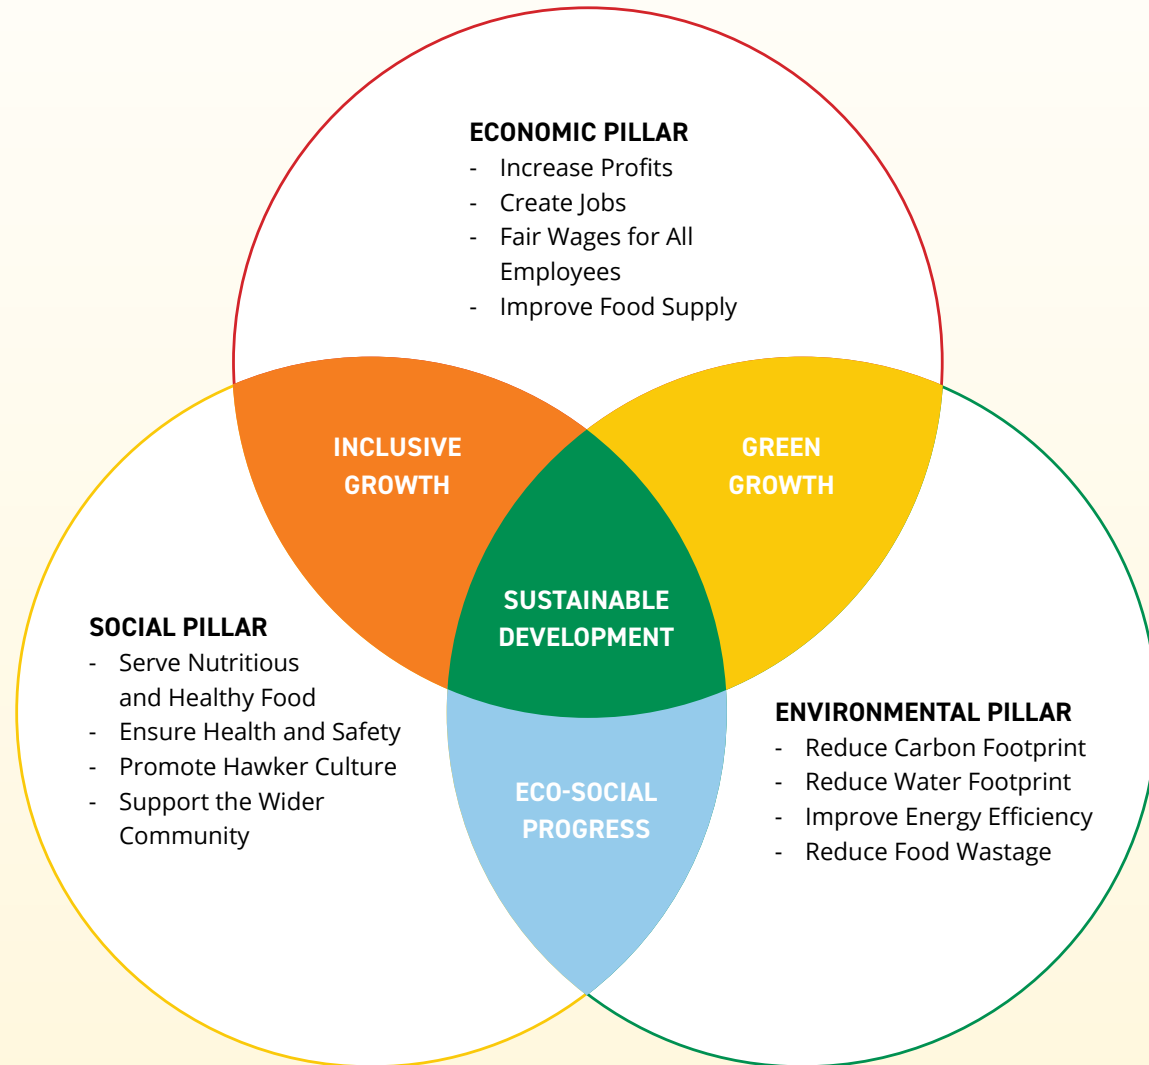 ECONOMIC PILLAR
- Increase Profits
- Create Jobs
- Fair Wages for All
Employees
- Improve Food Supply
INCLUSIVE
GROWTH
GREEN
GROWTH
SUSTAINABLE
DEVELOPMENT
SOCIAL PILLAR
- Serve Nutritious
and Healthy Food
- Ensure Health and Safety
- Promote Hawker Culture
- Support the Wider
Community
ENVIRONMENTAL PILLAR
- Reduce Carbon Footprint
- Reduce Water Footprint
- Improve Energy Efficiency
- Reduce Food Wastage
ECO-SOCIAL
PROGRESS